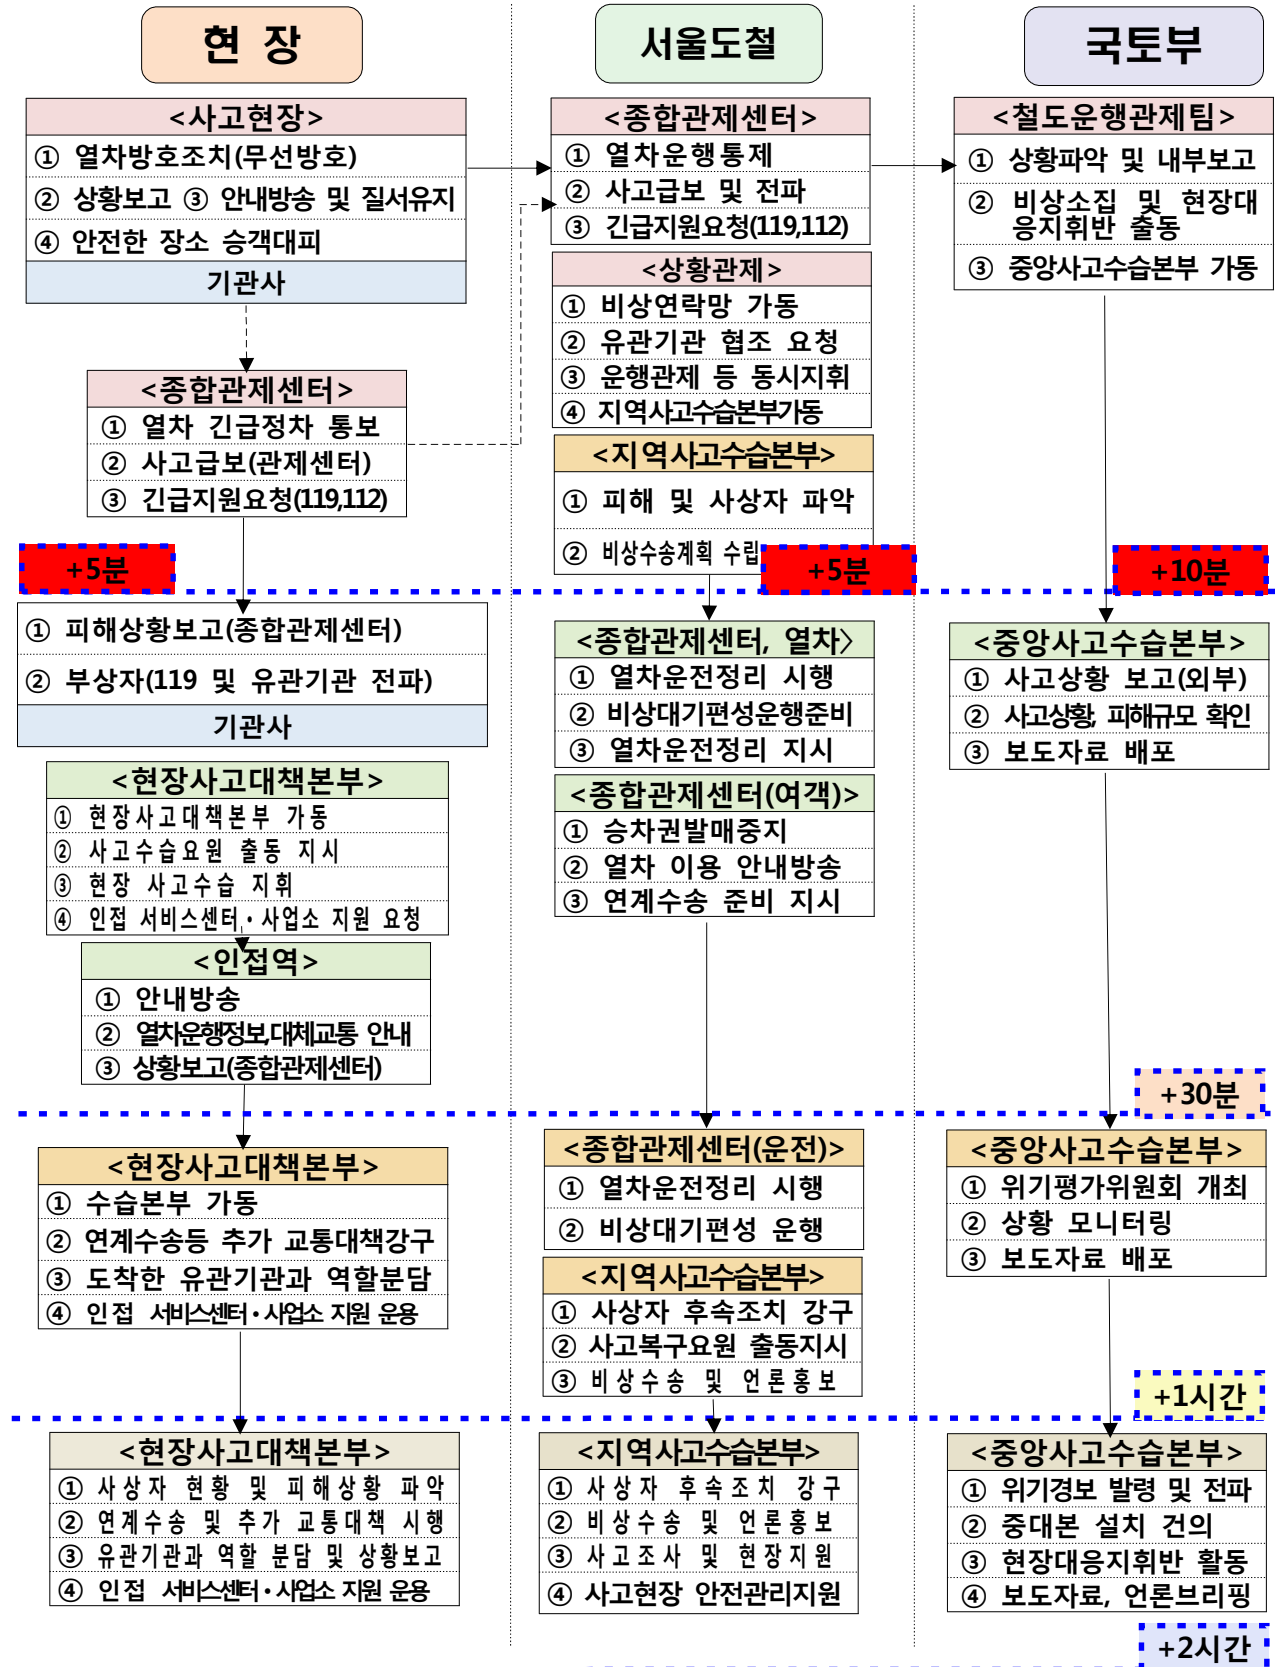 현 장
서울도철
국토부
<사고현장>
① 열차방호조치(무선방호)
② 상황보고 ③ 안내방송 및 질서유지
④ 안전한 장소 승객대피
기관사
<종합관제센터>
① 열차운행통제
② 사고급보 및 전파
③ 긴급지원요청(119,112)
<철도운행관제팀>
① 상황파악 및 내부보고
② 비상소집 및 현장대
응지휘반 출동
③ 중앙사고수습본부 가동
<상황관제>
① 비상연락망 가동
② 유관기관 협조 요청
③ 운행관제 등 동시지휘
④ 지역사고수습본부가동
<종합관제센터>
① 열차 긴급정차 통보
② 사고급보(관제센터)
③ 긴급지원요청(119,112)
<지역사고수습본부>
① 피해 및 사상자 파악
② 비상수송계획 수립
+5분
+5분
+10분
① 피해상황보고(종합관제센터)
② 부상자(119 및 유관기관 전파)
기관사
<종합관제센터, 열차〉
① 열차운전정리 시행
② 비상대기편성운행준비
③ 열차운전정리 지시
<중앙사고수습본부>
① 사고상황 보고(외부)
② 사고상황, 피해규모 확인
③ 보도자료 배포
<현장사고대책본부>
① 현장사고대책본부 가동
② 사고수습요원 출동 지시
③ 현장 사고수습 지휘
④ 인접 서비스센터·사업소 지원 요청
<종합관제센터(여객)>
① 승차권발매중지
② 열차 이용 안내방송
③ 연계수송 준비 지시
<인접역>
① 안내방송
② 열차운행정보,대체교통 안내
③ 상황보고(종합관제센터)
+30분
<현장사고대책본부>
① 수습본부 가동
② 연계수송등 추가 교통대책강구
③ 도착한 유관기관과 역할분담
④ 인접 서비스센터·사업소 지원 운용
<종합관제센터(운전)>
① 열차운전정리 시행
② 비상대기편성 운행
<중앙사고수습본부>
① 위기평가위원회 개최
② 상황 모니터링
③ 보도자료 배포
<지역사고수습본부>
① 사상자 후속조치 강구
② 사고복구요원 출동지시
③ 비상수송 및 언론홍보
+1시간
<현장사고대책본부>
① 사상자 현황 및 피해상황 파악
② 연계수송 및 추가 교통대책 시행
③ 유관기관과 역할 분담 및 상황보고
④ 인접 서비스센터·사업소 지원 운용
<지역사고수습본부>
① 사상자 후속조치 강구
② 비상수송 및 언론홍보
③ 사고조사 및 현장지원
④ 사고현장 안전관리지원
<중앙사고수습본부>
① 위기경보 발령 및 전파
② 중대본 설치 건의
③ 현장대응지휘반 활동
④ 보도자료, 언론브리핑
+2시간